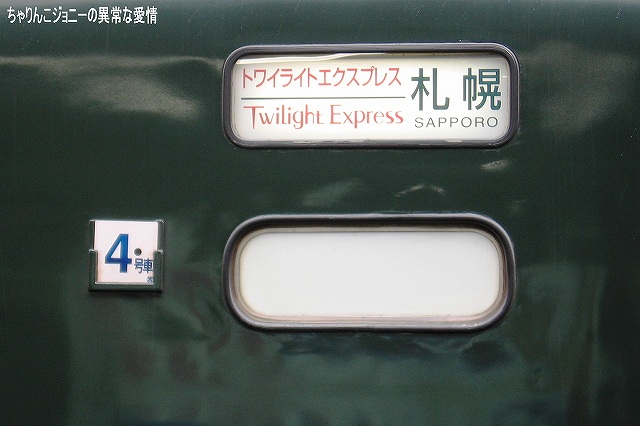 ちゃりんこジョニーの異常な愛情
トワイライトエクスプレス
Twilight Express
札幌
SAPPORO
4
号車